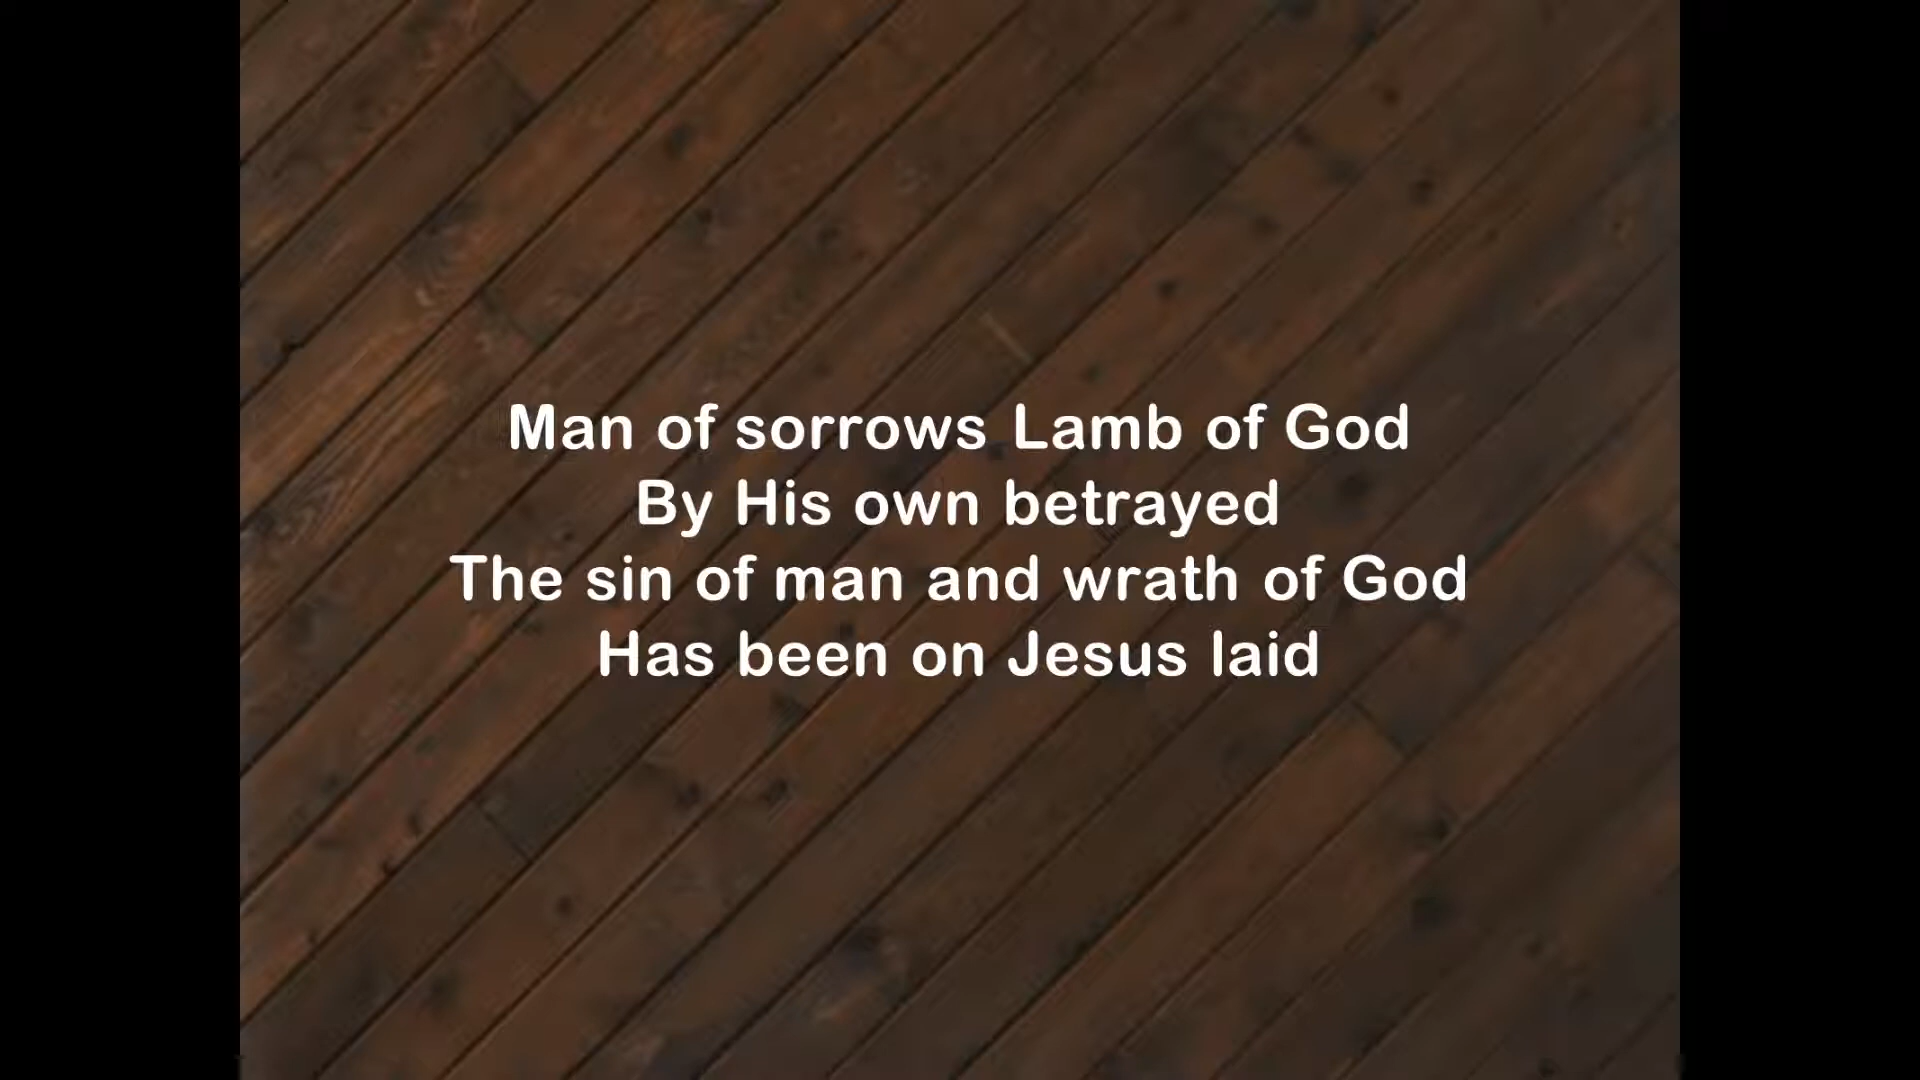 Man of sorrows Lamb of God
By His own betrayed
The sin of man and wrath of God
Has been on Jesus laid